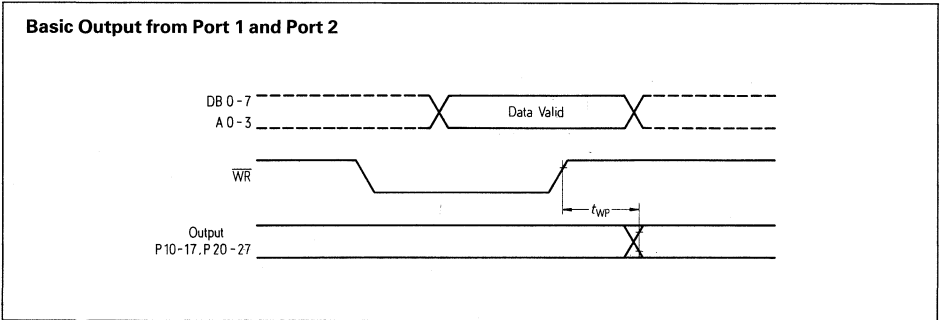 Basic Output from Port 1 and Port 2
DB 0-7
Data Valid
A 0-3
WR
tWP
Output
P10-17, P20-27